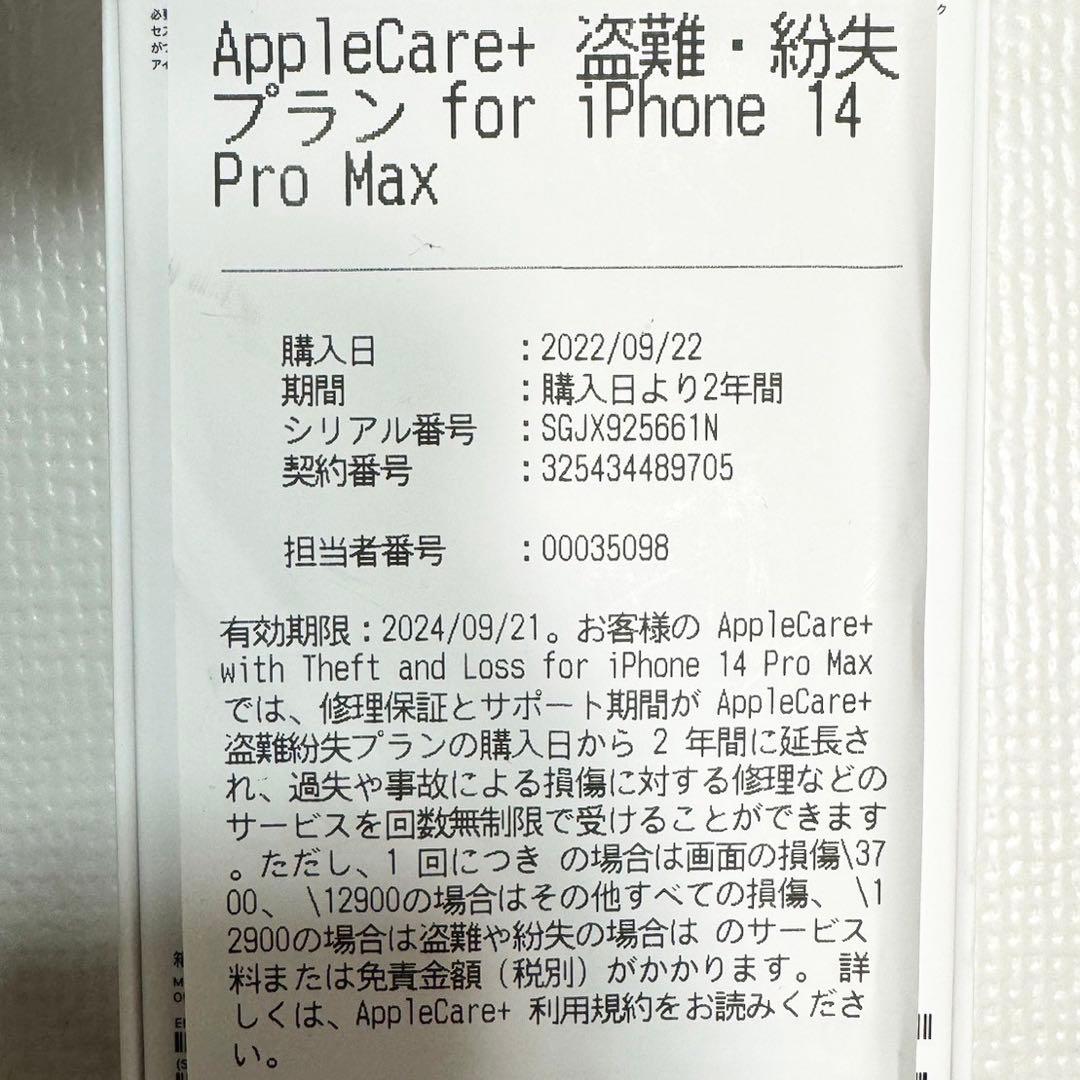 AppleCare+ 盗難・紛失
プラン for iPhone 14
Pro Max
購入日 :2022/09/22
期間 :購入日より2年間
シリアル番号 :SGJX925661N
契約番号 :325434489705
担当者番号 :00035098
有効期限:2024/09/21。お客様の AppleCare+
with Theft and Loss for iPhone 14 Pro Max
では、修理保証とサポート期間が AppleCare+
盗難紛失プランの購入日から 2 年間に延長さ
れ、過失や事故による損傷に対する修理などの
サービスを回数無制限で受けることができます
。ただし、1 回につき の場合は画面の損傷\37
00、 \12900の場合はその他すべての損傷、 \1
2900の場合は盗難や紛失の場合は のサービス
料または免責金額(税別)がかかります。 詳
しくは、AppleCare+ 利用規約をお読みくださ
い。